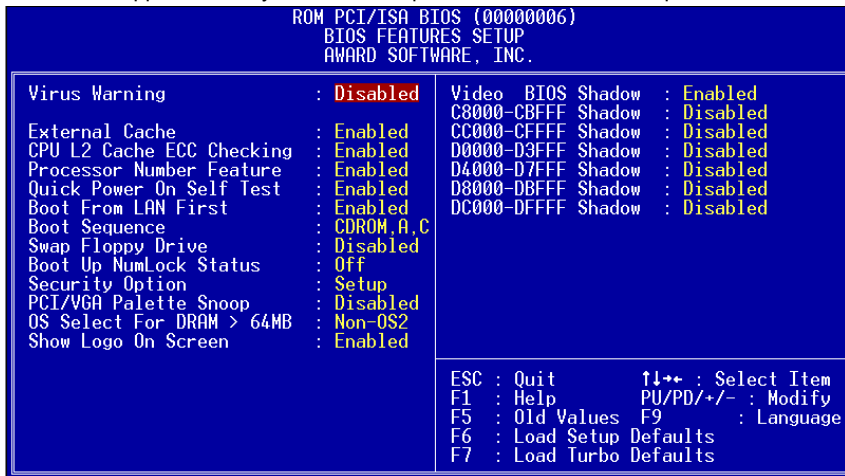 ROM PCI/ISA BIOS (00000006)
BIOS FEATURES SETUP
AWARD SOFTWARE, INC.
Virus Warning : Disabled
External Cache : Enabled
CPU L2 Cache ECC Checking : Enabled
Processor Number Feature : Enabled
Quick Power On Self Test : Enabled
Boot From LAN First : Enabled
Boot Sequence : CDROM,A,C
Swap Floppy Drive : Disabled
Boot Up NumLock Status : Off
Security Option : Setup
PCI/VGA Palette Snoop : Disabled
OS Select For DRAM > 64MB : Non-OS2
Show Logo On Screen : Enabled
Video BIOS Shadow : Enabled
C8000-CBFFF Shadow : Disabled
CC000-CFFFF Shadow : Disabled
D0000-D3FFF Shadow : Disabled
D4000-D7FFF Shadow : Disabled
D8000-DBFFF Shadow : Disabled
DC000-DFFFF Shadow : Disabled
ESC : Quit ↑↓→← : Select Item
F1 : Help PU/PD/+/- : Modify
F5 : Old Values F9 : Language
F6 : Load Setup Defaults
F7 : Load Turbo Defaults